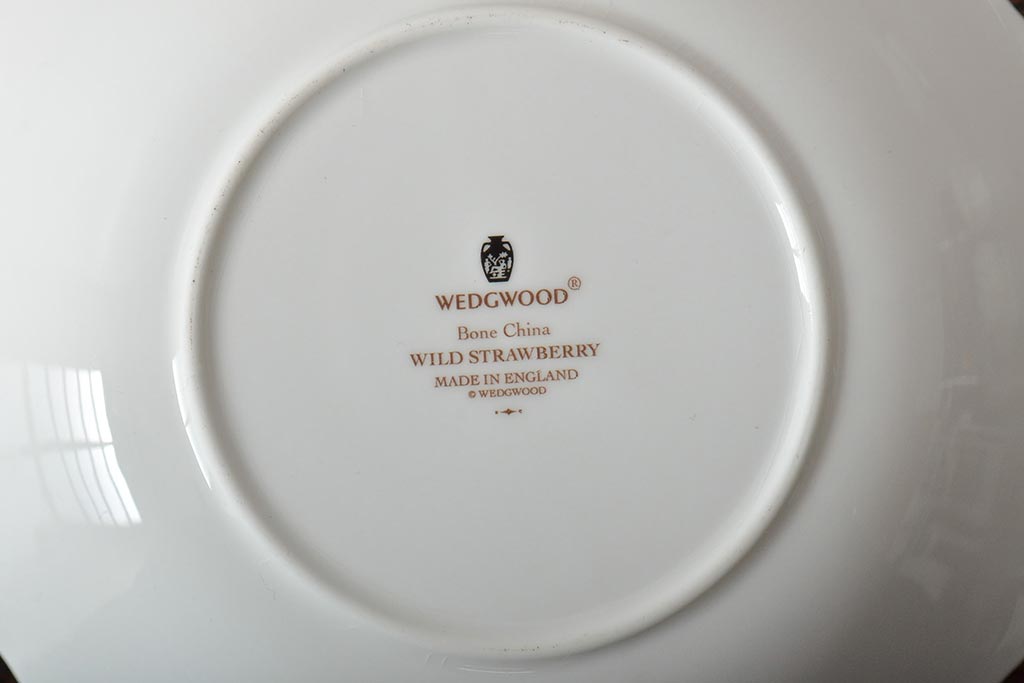 WEDGWOOD®
Bone China
WILD STRAWBERRY
MADE IN ENGLAND
© WEDGWOOD